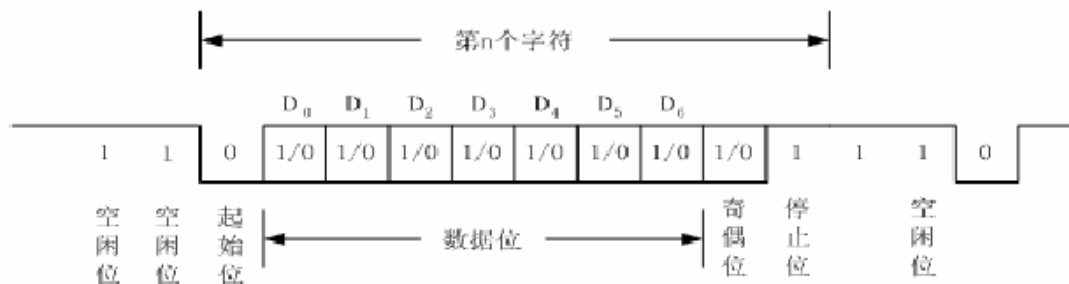 第n个字符
D₀ D₁ D₂ D₃ D₄ D₅ D₆
1 1 0 1/0 1/0 1/0 1/0 1/0 1/0 1/0 1/0 1 1 1 0
空闲位 空闲位 起始位 数据位 奇偶位 停止位 空闲位